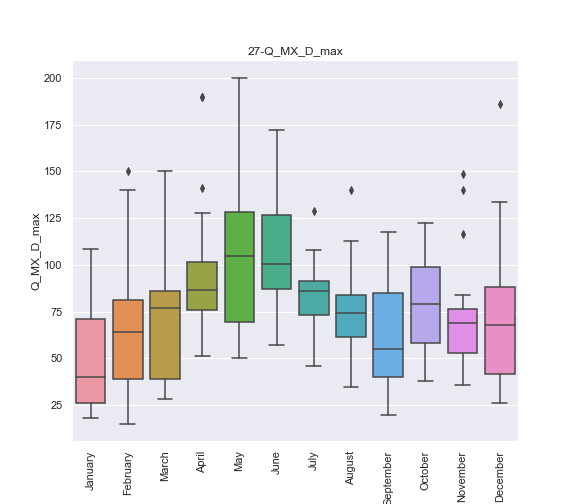 27-Q_MX_D_max
Q_MX_D_max
200
175
150
125
100
75
50
25
January
February
March
April
May
June
July
August
September
October
November
December